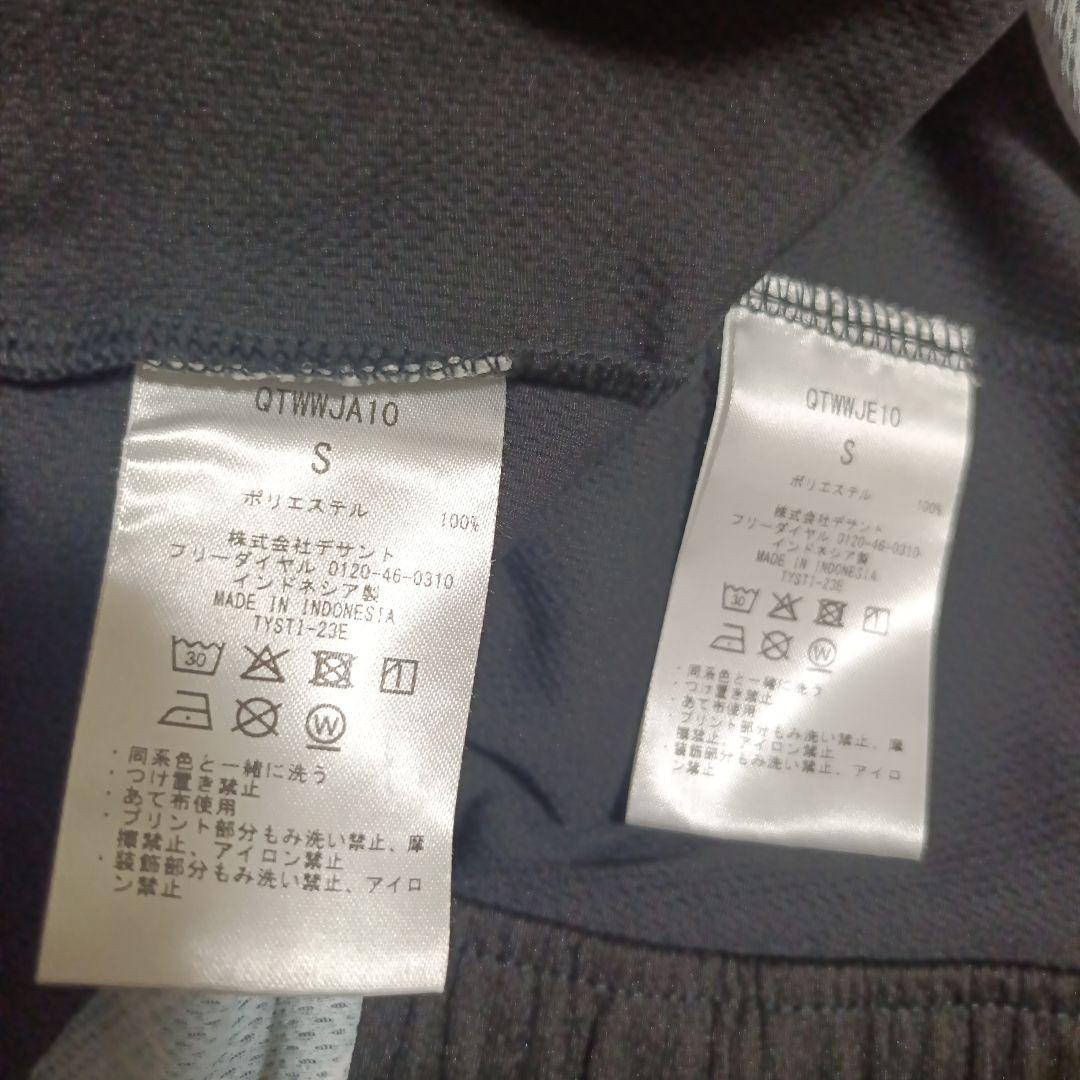 QTWWJA10
S
ポリエステル 100%
株式会社デサント
フリーダイヤル 0120-46-0310
インドネシア製
MADE IN INDONESIA
TYSTI-23E
30
1
W
・同系色と一緒に洗う
・つけ置き禁止
・あて布使用
・プリント部分もみ洗い禁止、摩
擦禁止、アイロン禁止
・装飾部分もみ洗い禁止、アイロ
ン禁止
QTWWJE10
S
ポリエステル 100%
株式会社デサント
フリーダイヤル 0120-46-0310
インドネシア製
MADE IN INDONESIA
TYSTI-23E
30
1
W
・同系色と一緒に洗う
・つけ置き禁止
・あて布使用
・プリント部分もみ洗い禁止、摩
擦禁止、アイロン禁止
・装飾部分もみ洗い禁止、アイロ
ン禁止